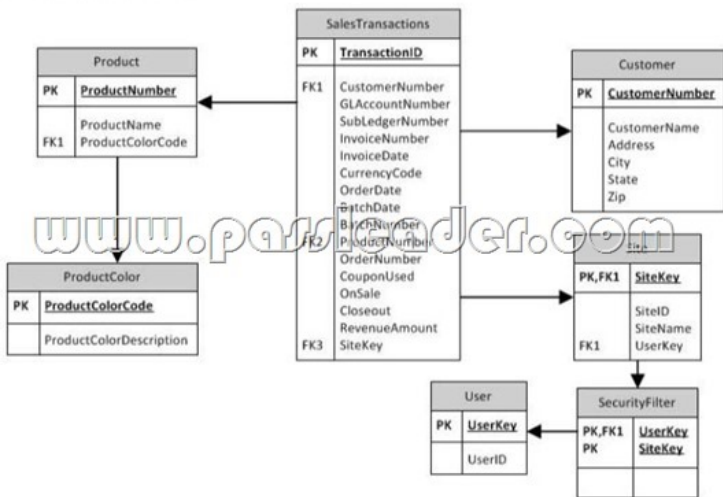 SalesTransactions
PK TransactionID
FK1 CustomerNumber
GLAccountNumber
SubLedgerNumber
InvoiceNumber
InvoiceDate
CurrencyCode
OrderDate
BatchDate
BatchNumber
FK2 ProductNumber
OrderNumber
CouponUsed
OnSale
Closeout
RevenueAmount
FK3 SiteKey
Product
PK ProductNumber
ProductName
FK1 ProductColorCode
Customer
PK CustomerNumber
CustomerName
Address
City
State
Zip
www.passleader.com
ProductColor
PK ProductColorCode
ProductColorDescription
Site
PK,FK1 SiteKey
SiteID
SiteName
FK1 UserKey
User
PK UserKey
UserID
SecurityFilter
PK,FK1 UserKey
PK SiteKey